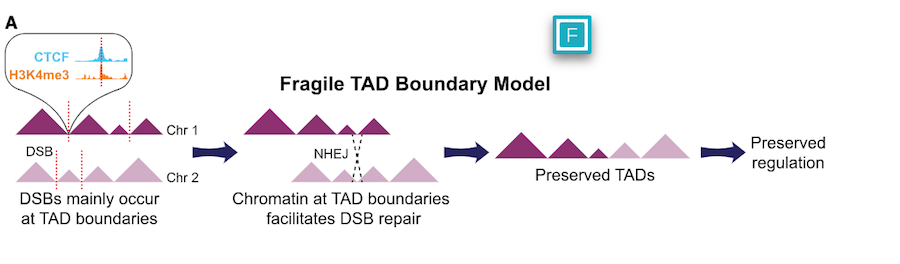 A
CTCF
H3K4me3
F
Fragile TAD Boundary Model
Chr 1
DSB
Chr 2
DSBs mainly occur
at TAD boundaries
NHEJ
Chromatin at TAD boundaries
facilitates DSB repair
Preserved TADs
Preserved
regulation